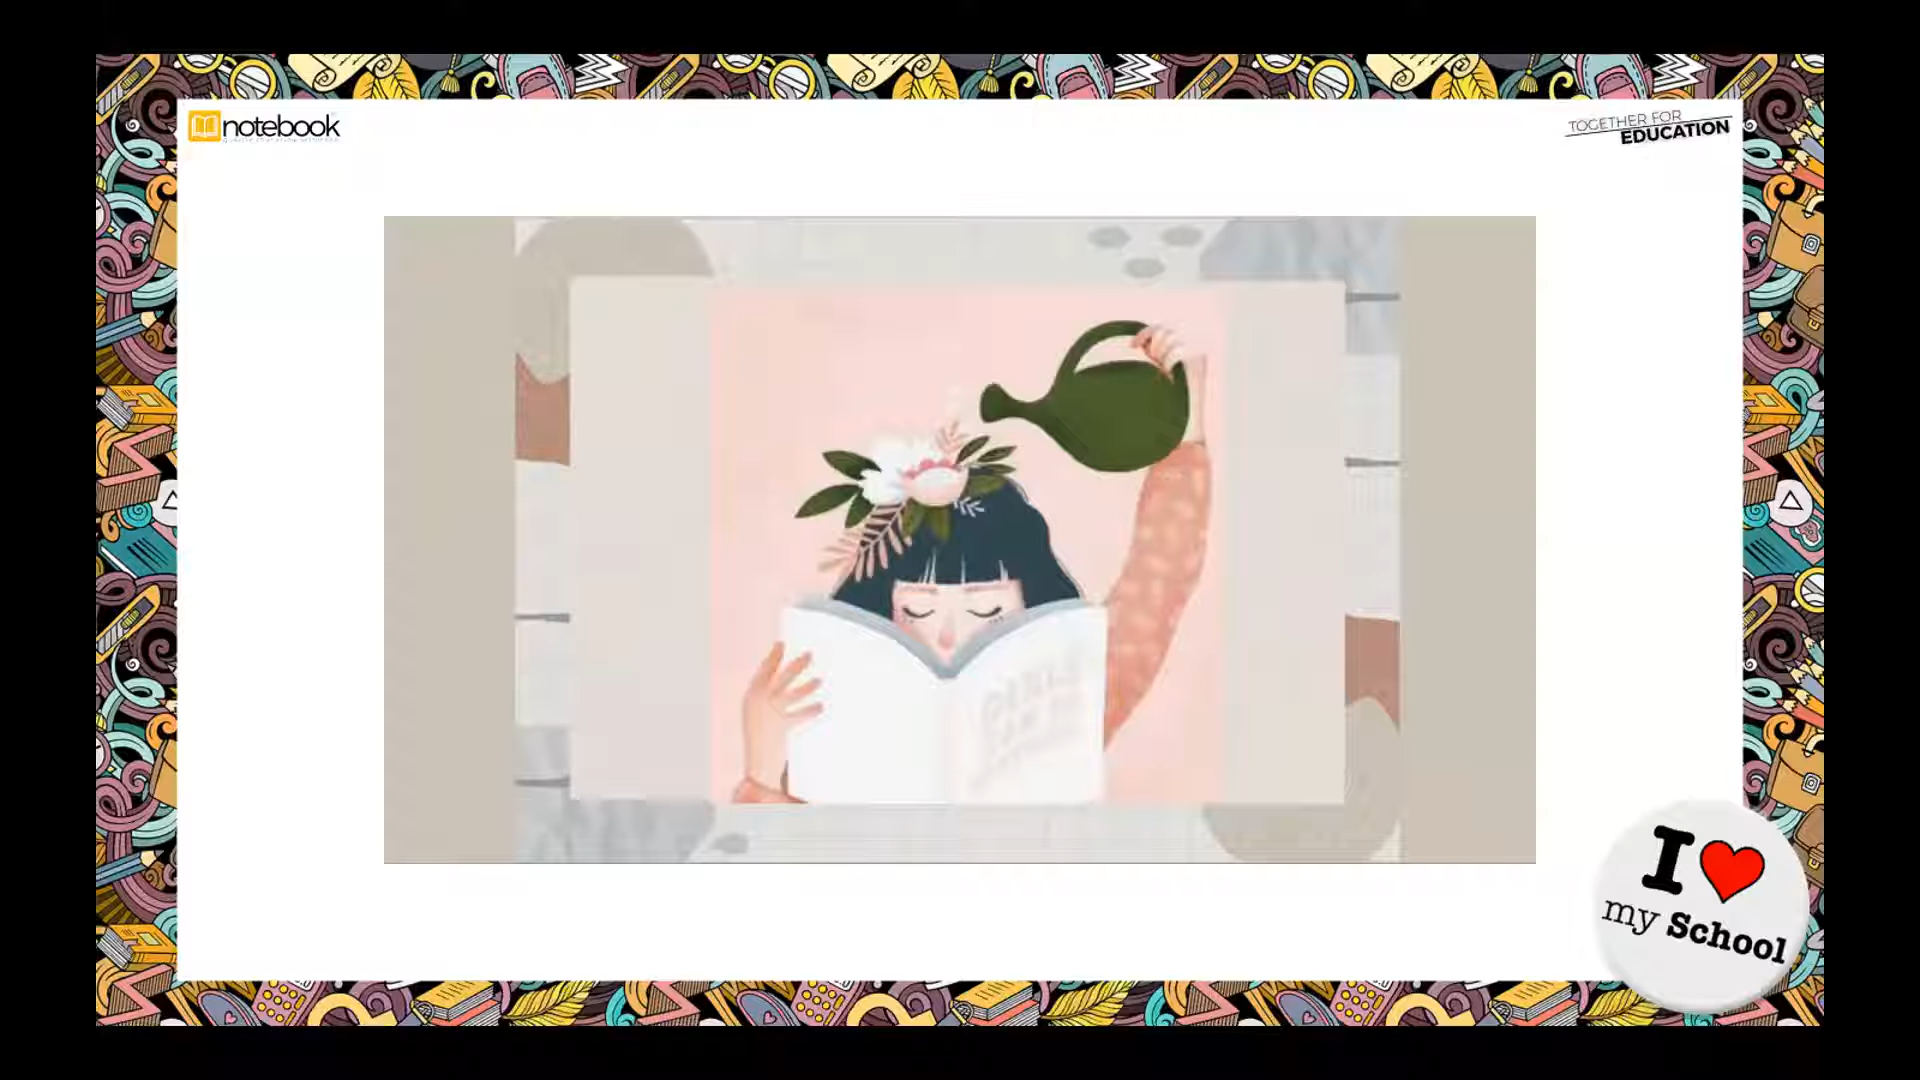 notebook
TOGETHER FOR
EDUCATION
I
my School